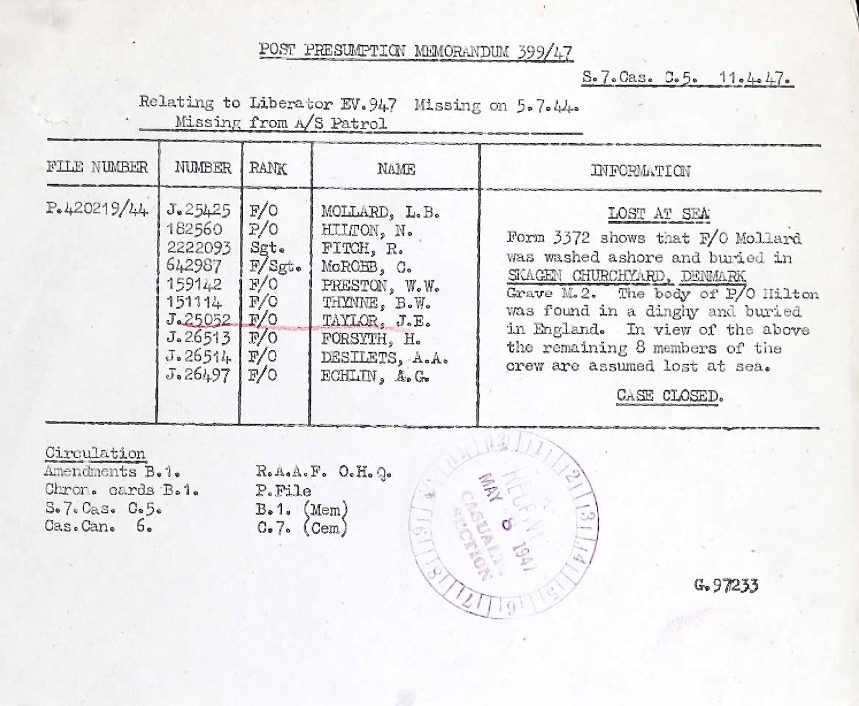 POST PRESUMPTION MEMORANDUM 399/47
S.7.Cas. C.5. 11.4.47.
Relating to Liberator EV.947 Missing on 5.7.44.
Missing from A/S Patrol
FILE NUMBER NUMBER RANK NAME INFORMATION
P.420219/44 J.25425 F/O MOLLARD, L.B.
182560 P/O HILTON, N.
2222093 Sgt. FITCH, R.
642987 F/Sgt. McROBB, C.
159142 F/O PRESTON, W.W.
151114 F/O THYNNE, B.W.
J.25052 F/O TAYLOR, J.E.
J.26513 F/O FORSYTH, H.
J.26514 F/O DESILETS, A.A.
J.26497 F/O ECHLIN, A.G.
LOST AT SEA
Form 3372 shows that F/O Mollard
was washed ashore and buried in
SKAGEN CHURCHYARD, DENMARK
Grave M.2. The body of P/O Hilton
was found in a dinghy and buried
in England. In view of the above
the remaining 8 members of the
crew are assumed lost at sea.
CASE CLOSED.
Circulation
Amendments B.1. R.A.A.F. O.H.Q.
Chron. cards B.1. P.File
S.7.Cas. C.5. B.1. (Mem)
Cas.Can. 6. C.7. (Cem)
MAY 8 1947
CASUALTY
SECTION
G.97233